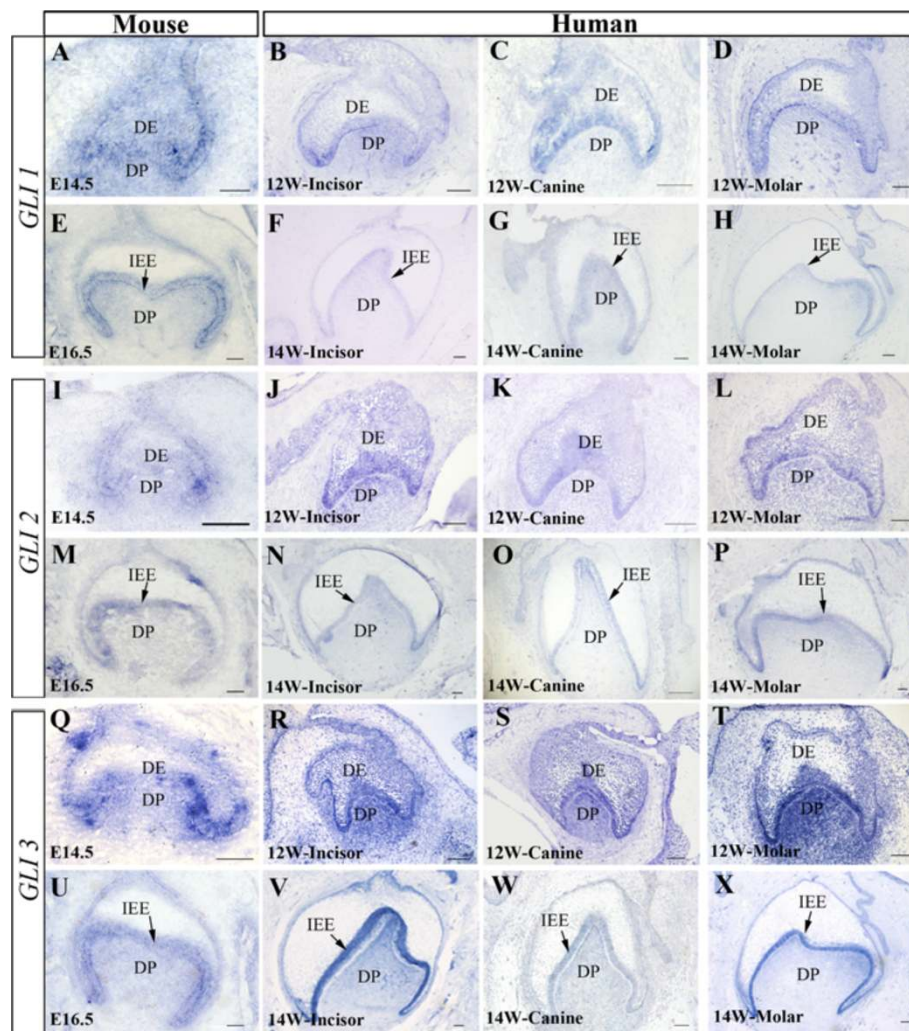 Mouse
Human
GLI 1
A
DE
DP
E14.5
B
DE
DP
12W-Incisor
C
DE
DP
12W-Canine
D
DE
DP
12W-Molar
E
IEE
DP
E16.5
F
IEE
DP
14W-Incisor
G
IEE
DP
14W-Canine
H
IEE
DP
14W-Molar
GLI 2
I
DE
DP
E14.5
J
DE
DP
12W-Incisor
K
DE
DP
12W-Canine
L
DE
DP
12W-Molar
M
IEE
DP
E16.5
N
IEE
DP
14W-Incisor
O
IEE
DP
14W-Canine
P
IEE
DP
14W-Molar
GLI 3
Q
DE
DP
E14.5
R
DE
DP
12W-Incisor
S
DE
DP
12W-Canine
T
DE
DP
12W-Molar
U
IEE
DP
E16.5
V
IEE
DP
14W-Incisor
W
IEE
DP
14W-Canine
X
IEE
DP
14W-Molar